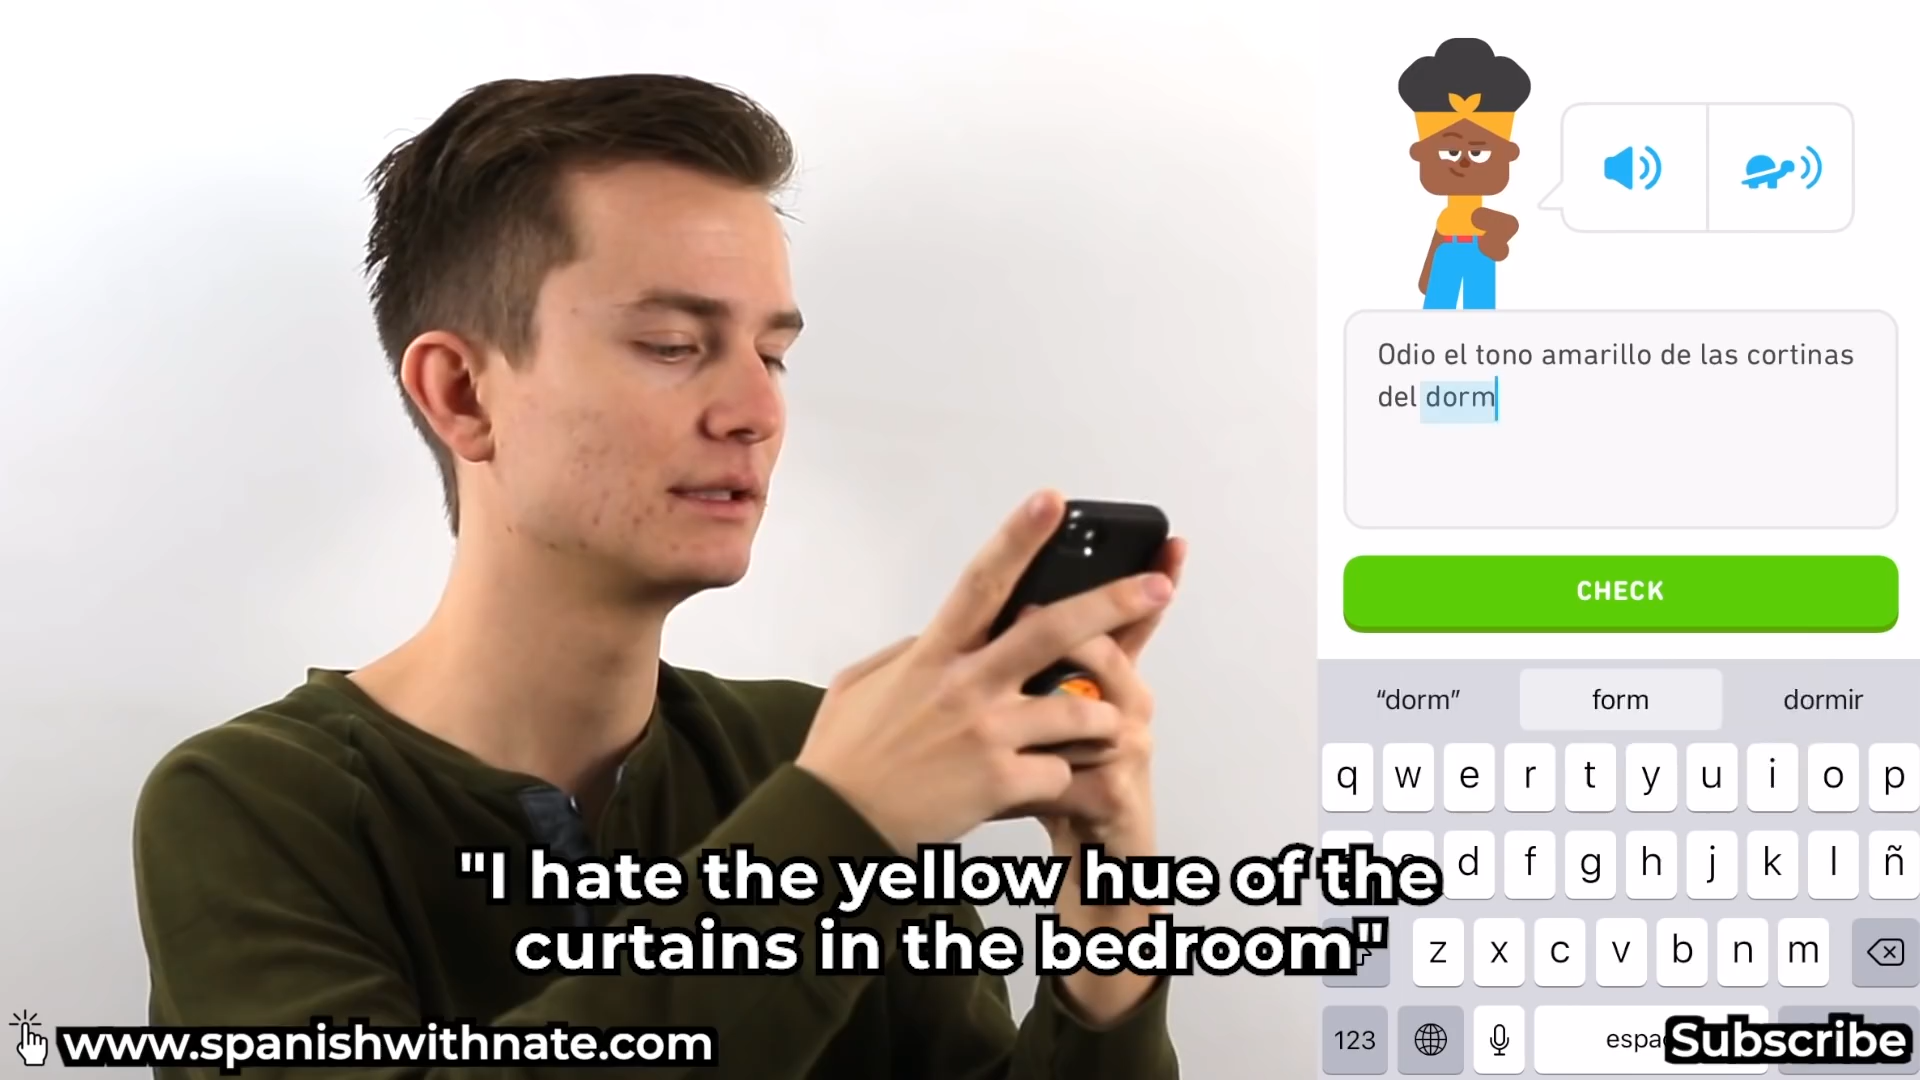 Odio el tono amarillo de las cortinas
del dorm
CHECK
“dorm” form dormir
q w e r t y u i o p
d f g h j k l ñ
z x c v b n m
123
"I hate the yellow hue of the
curtains in the bedroom"
www.spanishwithnate.com
Subscribe